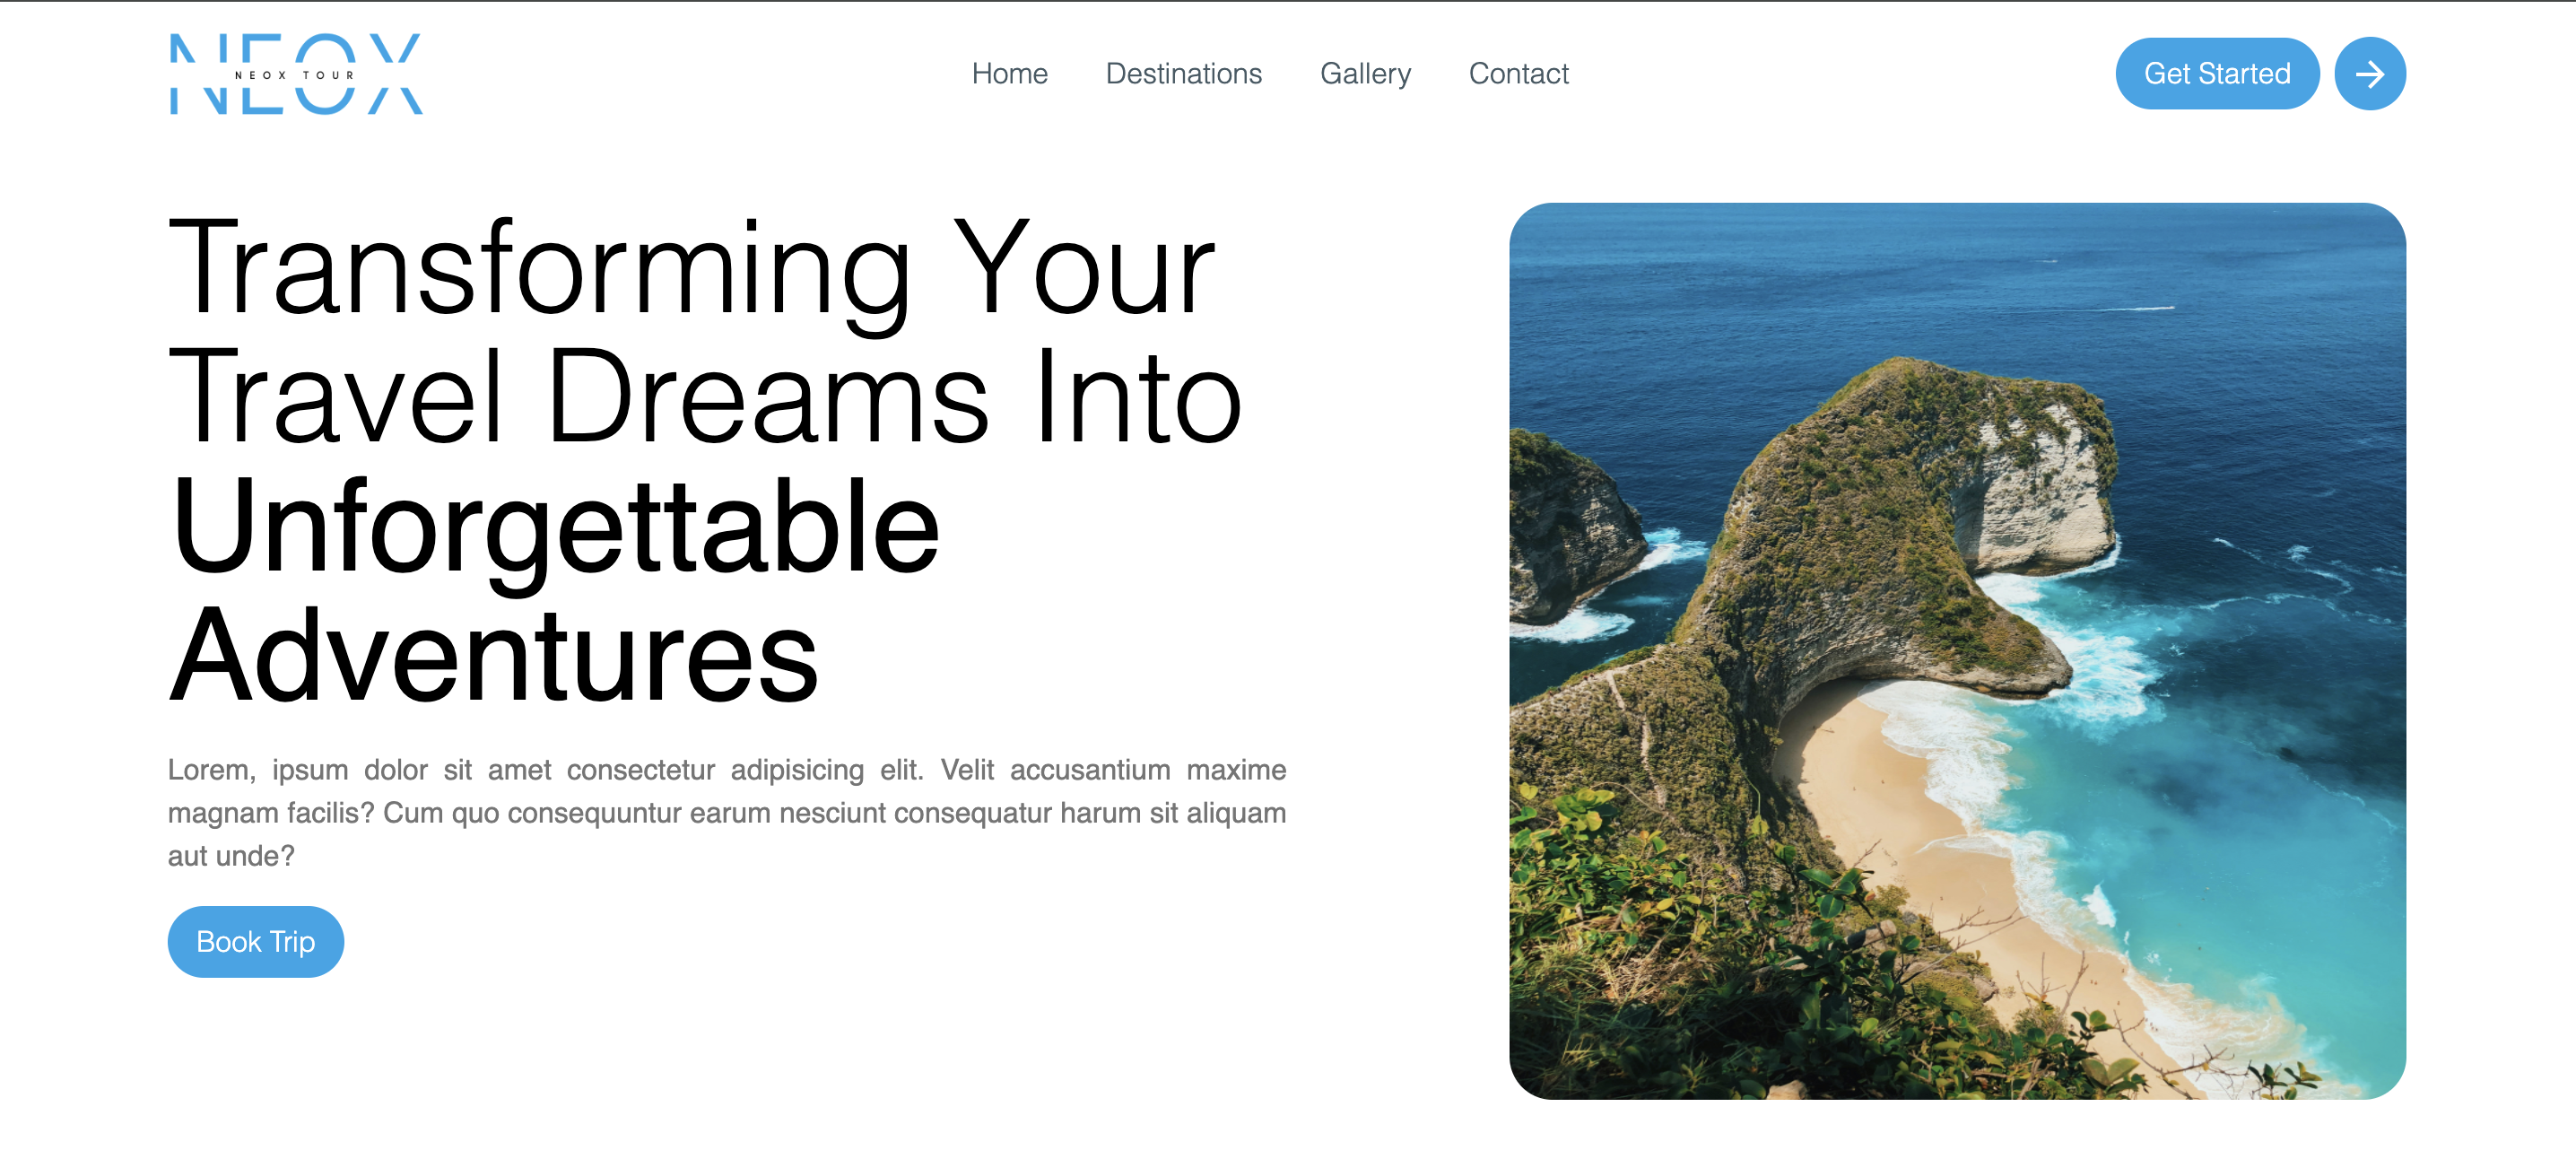 NEOX
NEOX TOUR
Home Destinations Gallery Contact
Get Started
Transforming Your
Travel Dreams Into
Unforgettable
Adventures
Lorem, ipsum dolor sit amet consectetur adipisicing elit. Velit accusantium maxime
magnam facilis? Cum quo consequuntur earum nesciunt consequatur harum sit aliquam
aut unde?
Book Trip